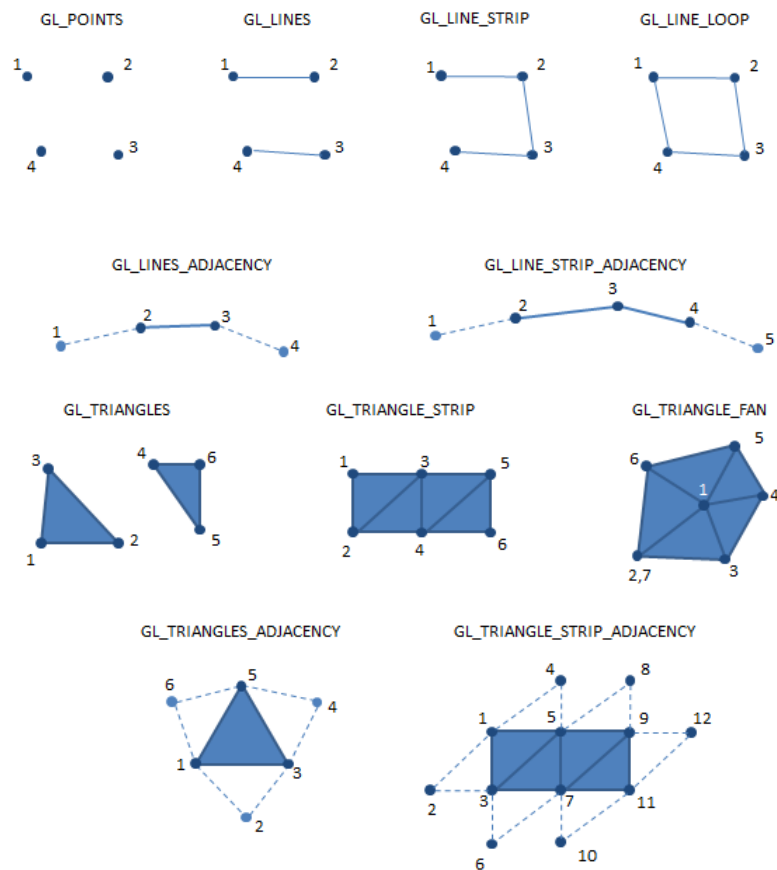 GL_POINTS GL_LINES GL_LINE_STRIP GL_LINE_LOOP
1 2 1 2 1 2 1 2
4 3 4 3 4 3 4 3
GL_LINES_ADJACENCY GL_LINE_STRIP_ADJACENCY
1 2 3 4 1 2 3 4 5
GL_TRIANGLES GL_TRIANGLE_STRIP GL_TRIANGLE_FAN
3 4 6 1 3 5 6 5
1 2 5 2 4 6 1 4
2,7 3
GL_TRIANGLES_ADJACENCY GL_TRIANGLE_STRIP_ADJACENCY
6 5 4 4 8
1 3 1 5 9 12
2 2 3 7 11
6 10